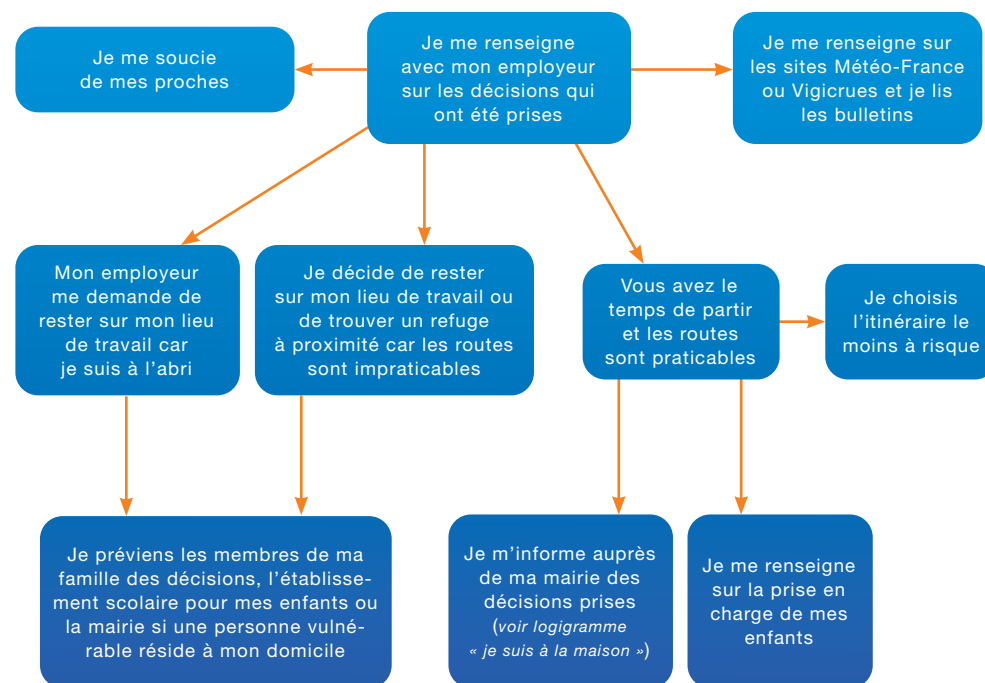 Je me soucie
de mes proches
Je me renseigne
avec mon employeur
sur les décisions qui
ont été prises
Je me renseigne sur
les sites Météo-France
ou Vigicrues et je lis
les bulletins
Mon employeur
me demande de
rester sur mon lieu
de travail car
je suis à l’abri
Je décide de rester
sur mon lieu de travail ou
de trouver un refuge
à proximité car les routes
sont impraticables
Vous avez le
temps de partir
et les routes
sont praticables
Je choisis
l’itinéraire le
moins à risque
Je préviens les membres de ma
famille des décisions, l’établisse-
ment scolaire pour mes enfants ou
la mairie si une personne vulné-
rable réside à mon domicile
Je m’informe auprès
de ma mairie des
décisions prises
(voir logigramme
« je suis à la maison »)
Je me renseigne
sur la prise en
charge de mes
enfants